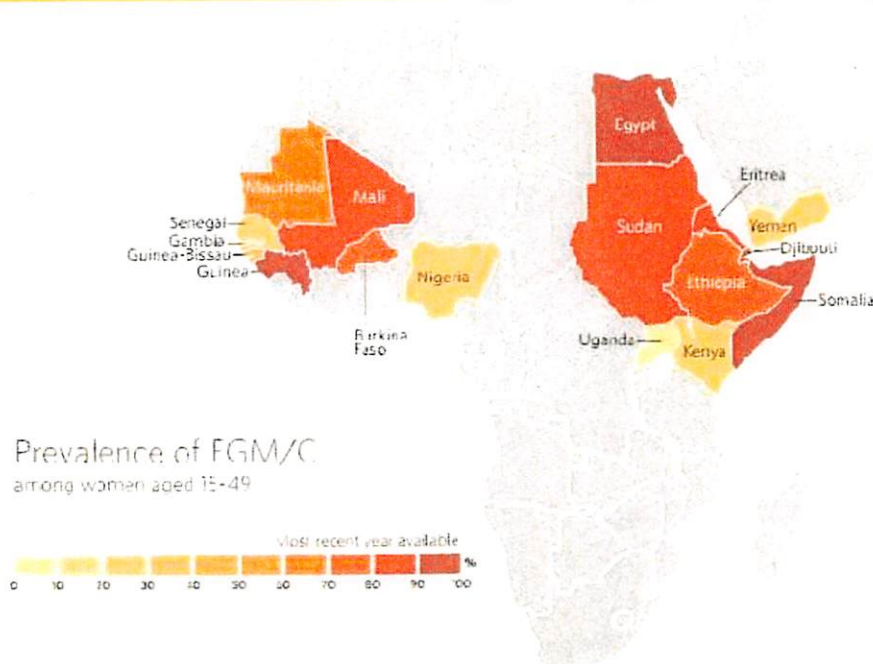 Egypt
Eritrea
Mauritania
Mali
Senegal
Gambia
Guinea-Bissau
Guinea
Sudan
Yemen
Djibouti
Nigeria
Ethiopia
Somalia
Burkina
Faso
Uganda
Kenya
Prevalence of FGM/C
among women aged 15-49
Most recent year available
%
0 10 20 30 40 50 60 70 80 90 100